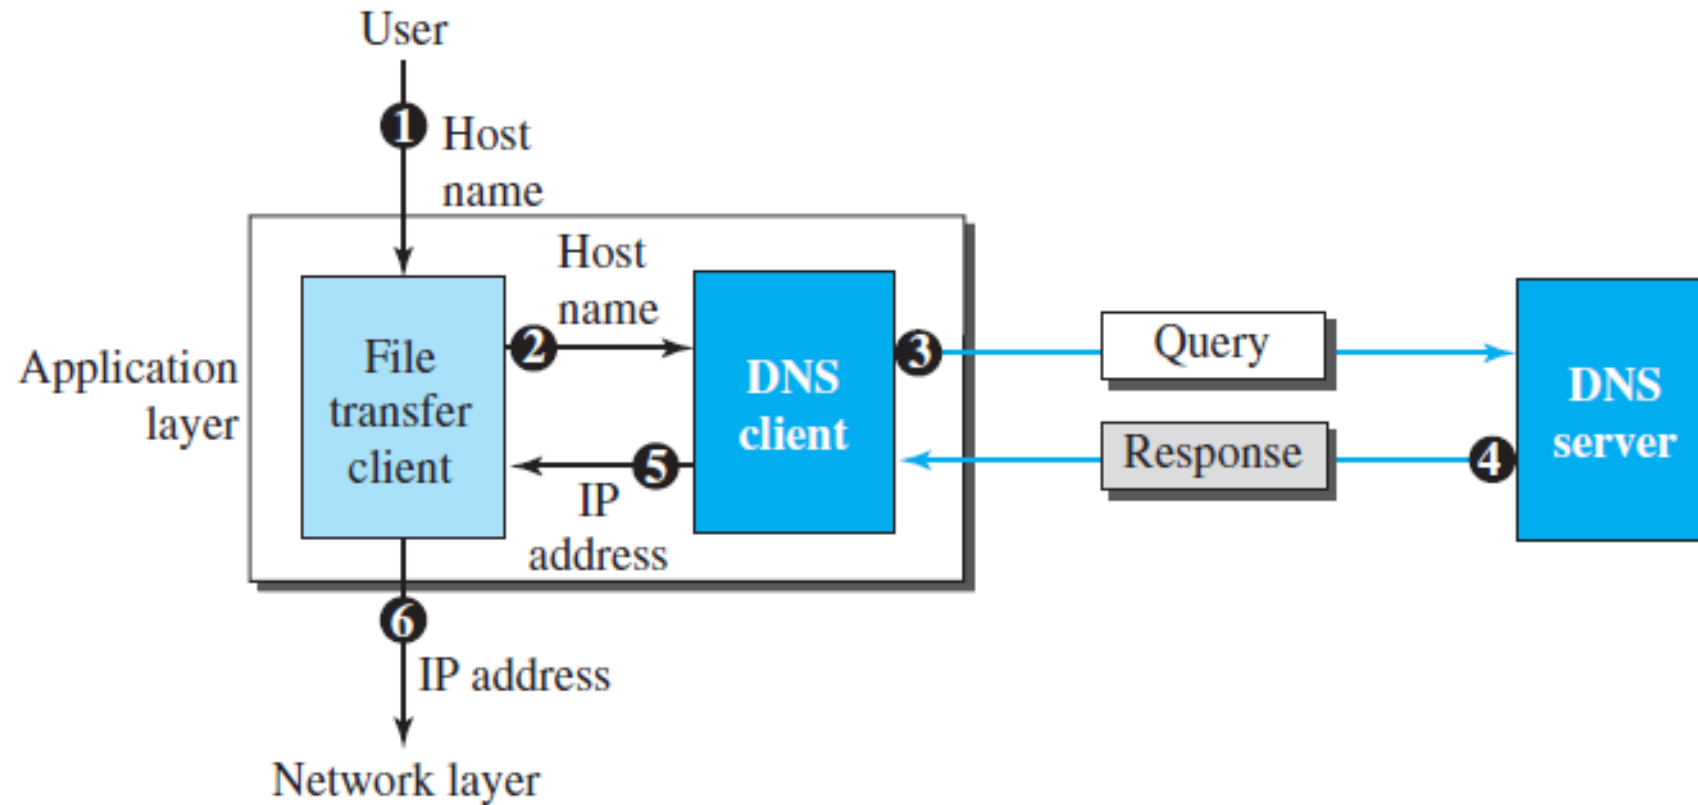 User
1
Host
name
Host
name
2
File
transfer
client
Application
layer
DNS
client
3
Query
DNS
server
Response
4
5
IP
address
6
IP address
Network layer